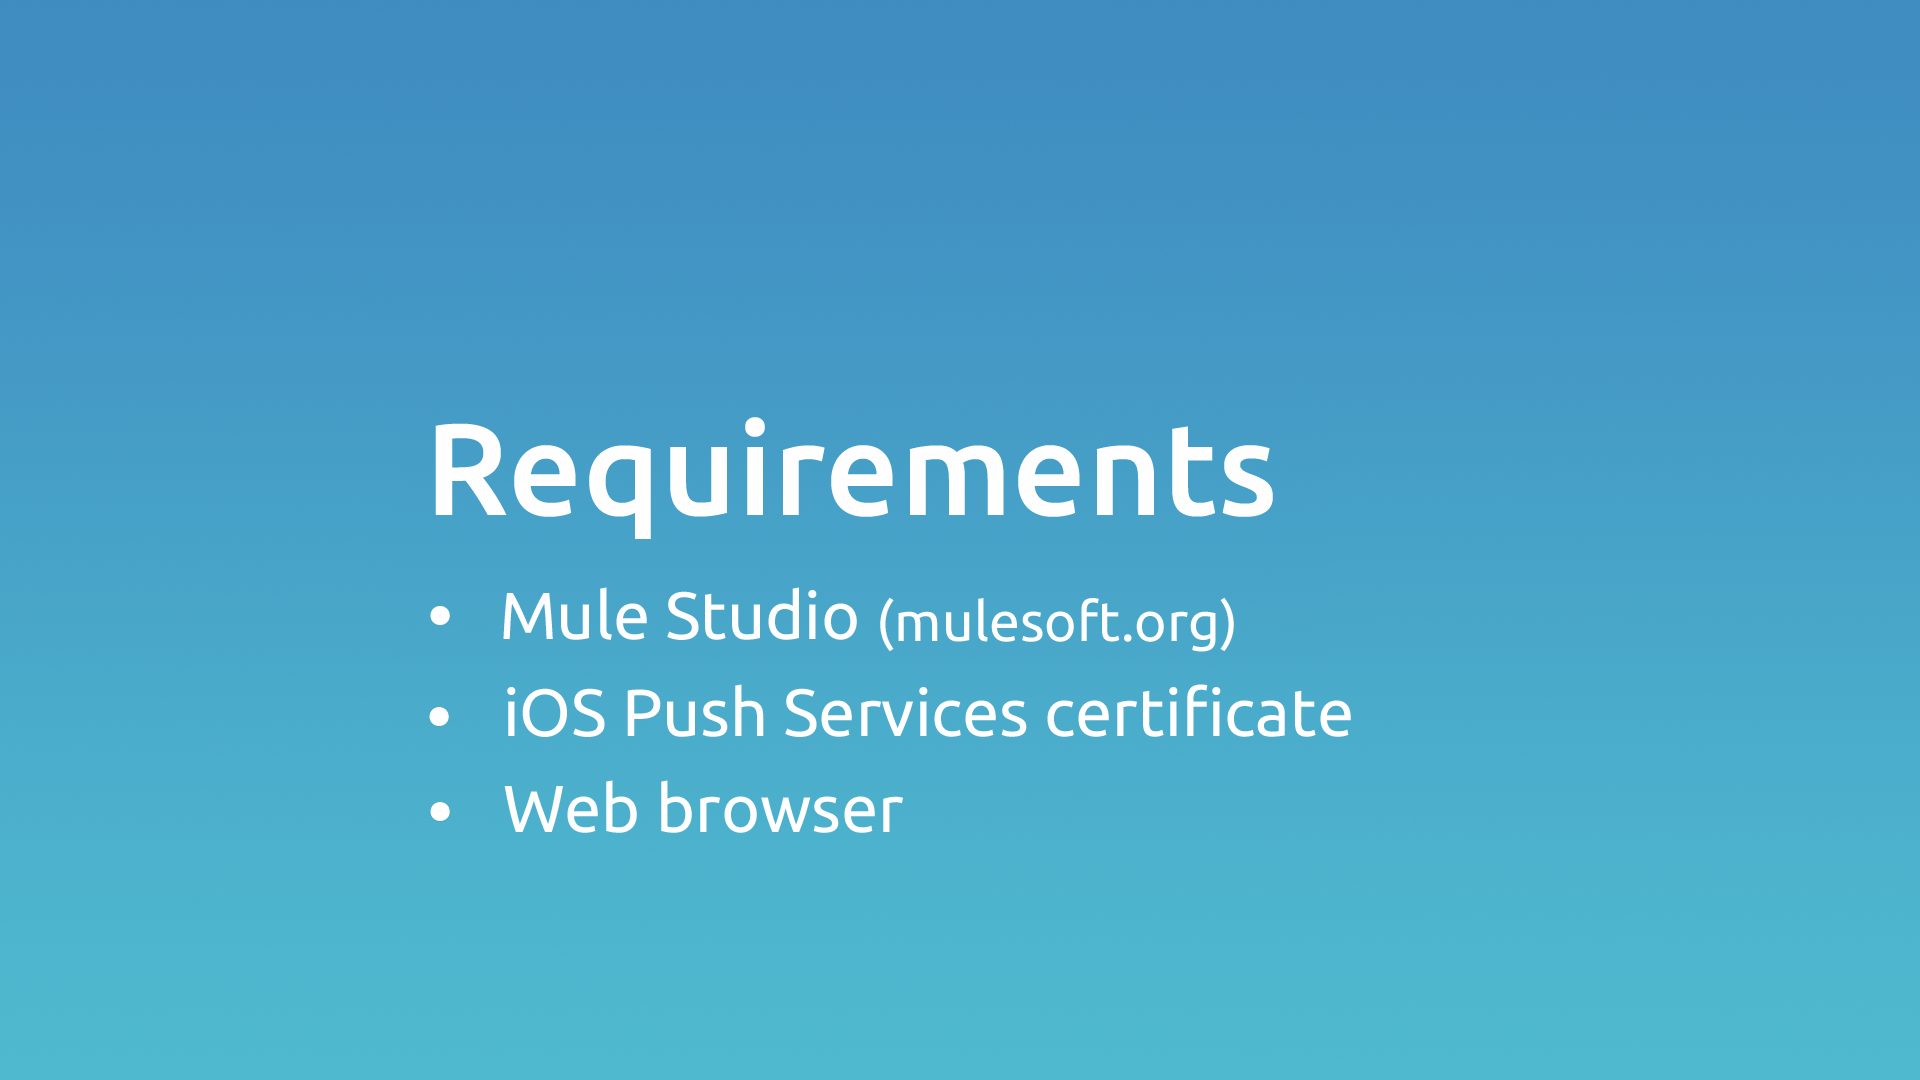 Requirements
• Mule Studio (mulesoft.org)
• iOS Push Services certificate
• Web browser